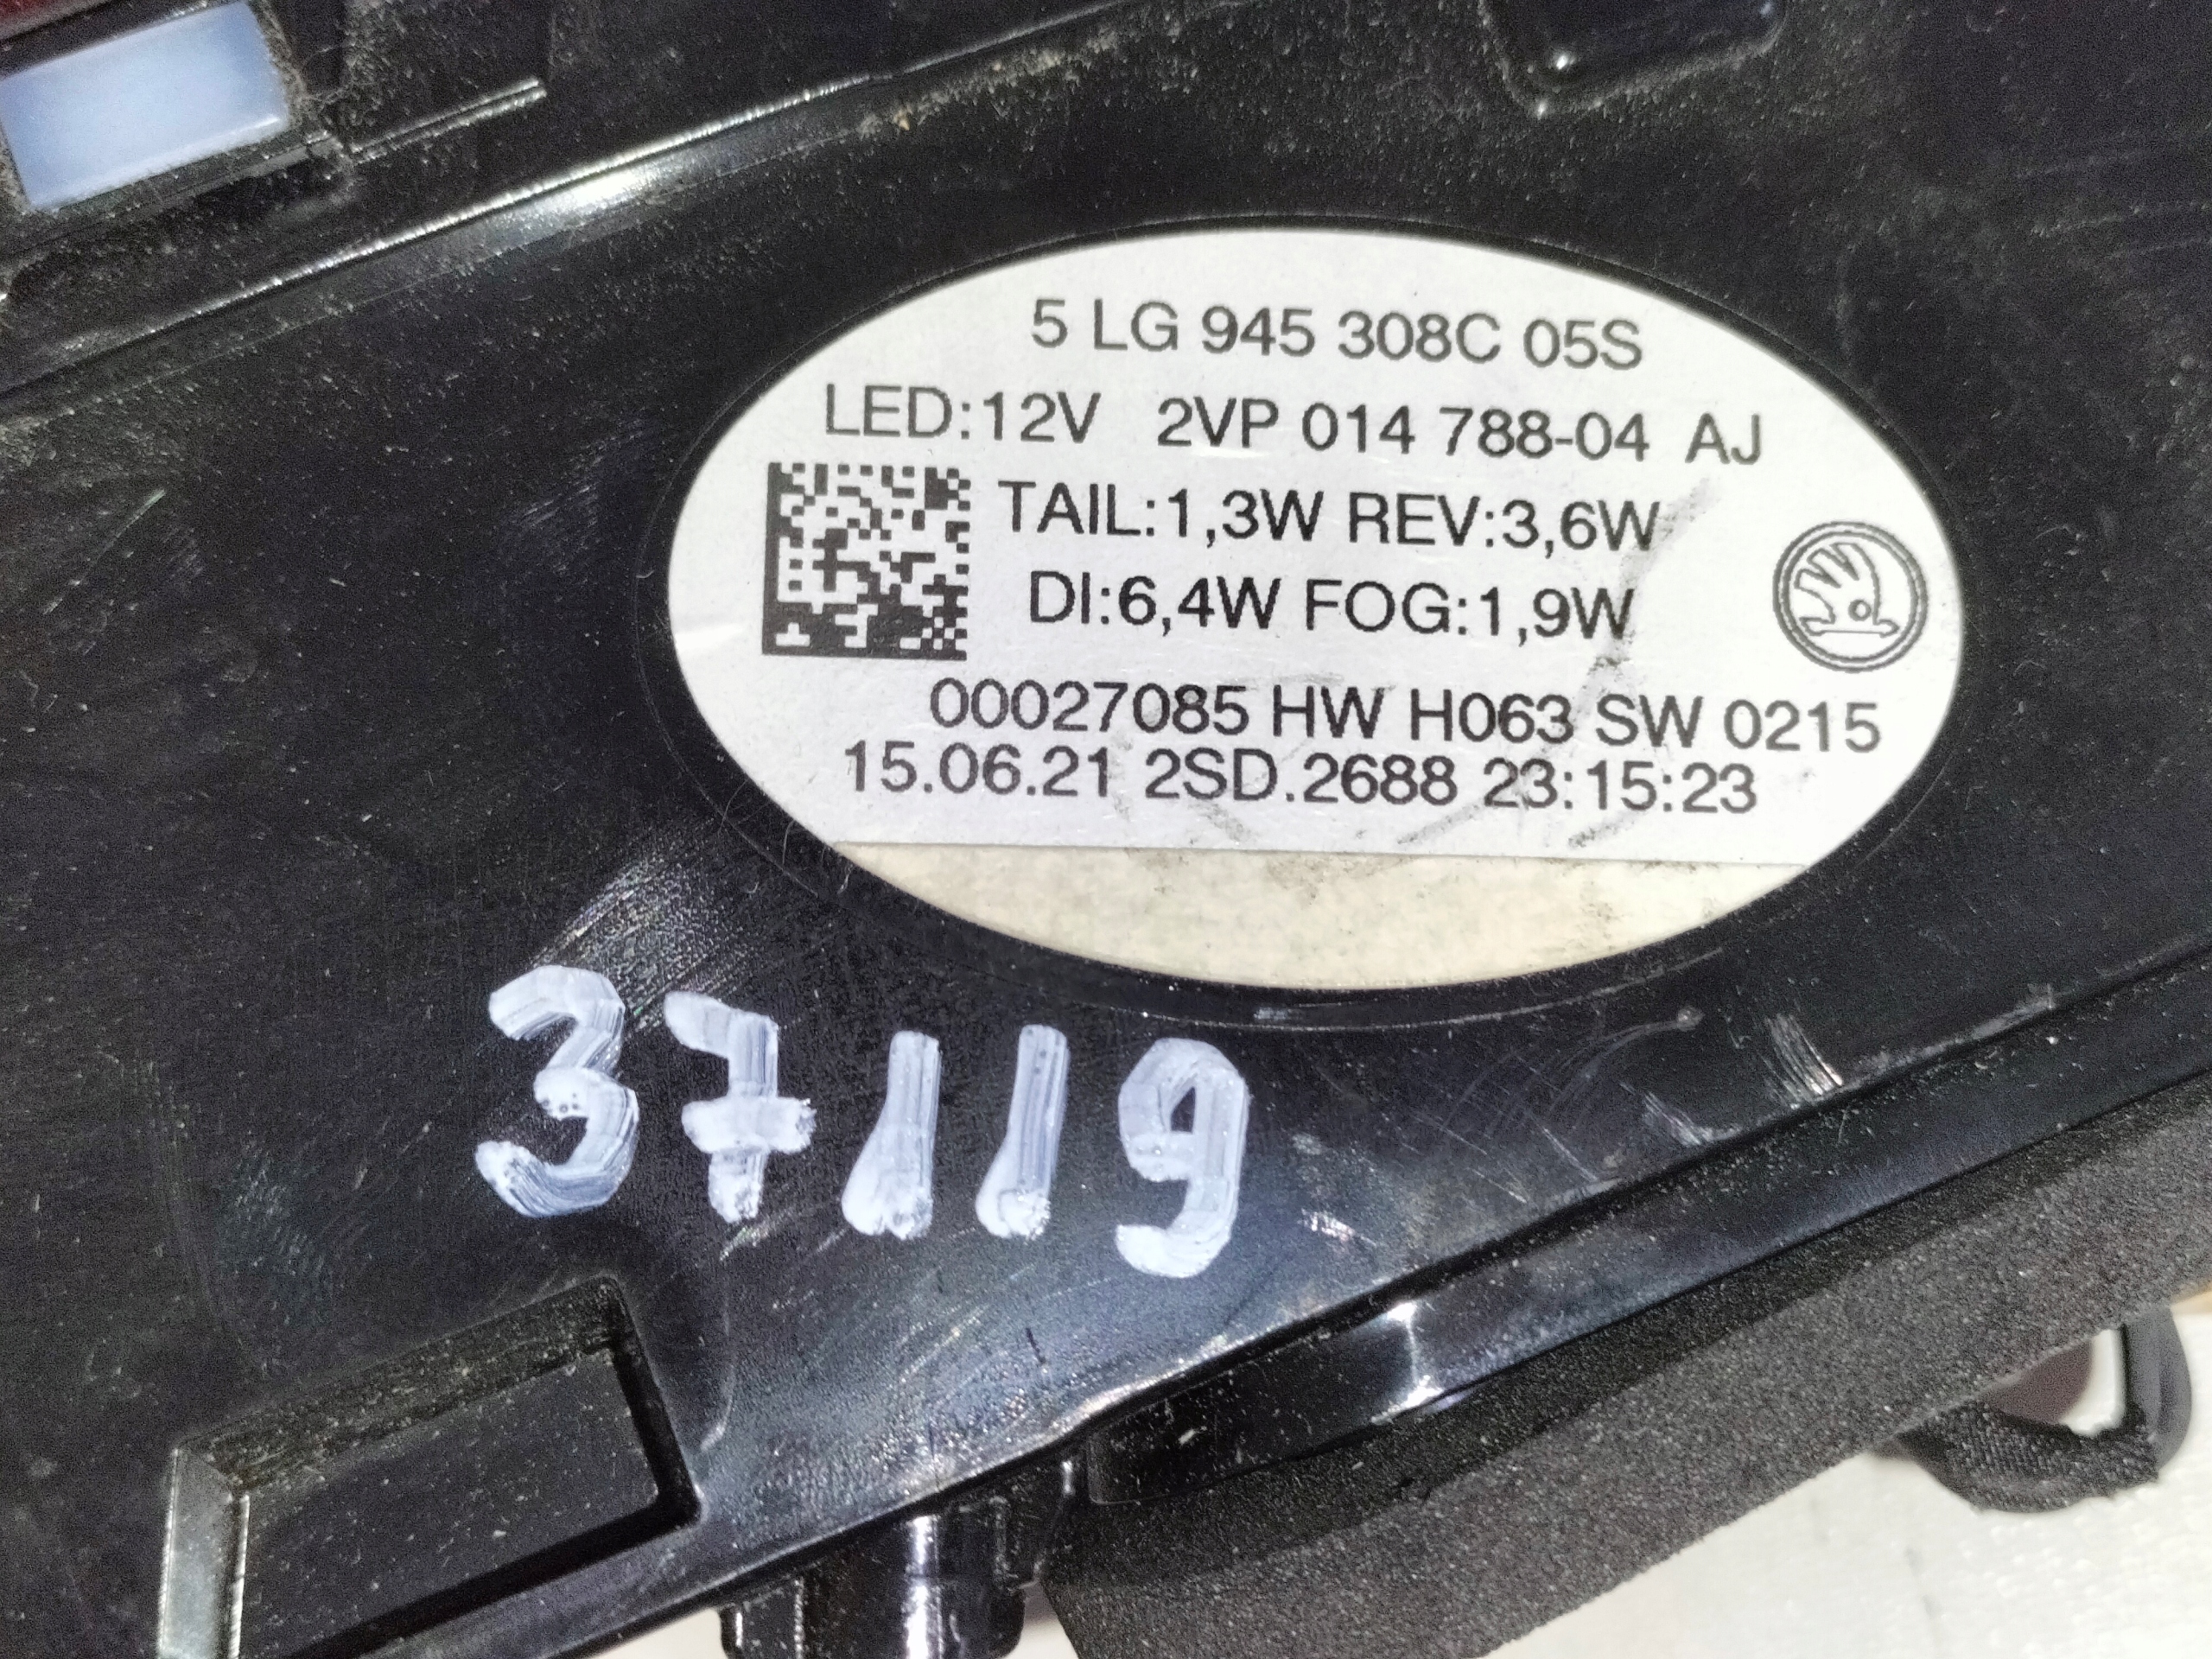 5 LG 945 308C 05S
LED:12V 2VP 014 788-04 AJ
TAIL:1,3W REV:3,6W
DI:6,4W FOG:1,9W
00027085 HW H063 SW 0215
15.06.21 2SD.2688 23:15:23
37119